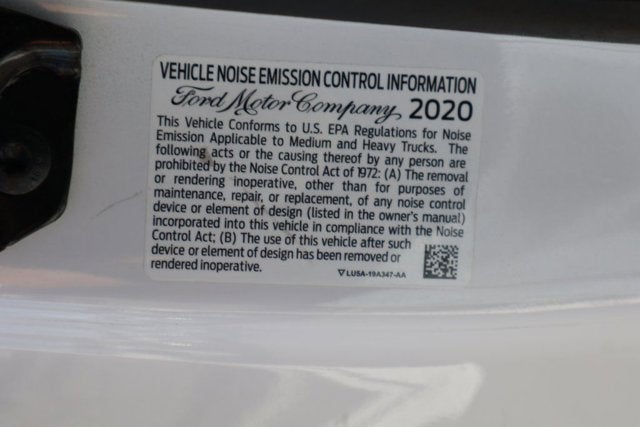 VEHICLE NOISE EMISSION CONTROL INFORMATION
Ford Motor Company 2020
This Vehicle Conforms to U.S. EPA Regulations for Noise
Emission Applicable to Medium and Heavy Trucks. The
following acts or the causing thereof by any person are
prohibited by the Noise Control Act of 1972: (A) The removal
or rendering inoperative, other than for purposes of
maintenance, repair, or replacement, of any noise control
device or element of design (listed in the owner's manual)
incorporated into this vehicle in compliance with the Noise
Control Act; (B) The use of this vehicle after such
device or element of design has been removed or
rendered inoperative.
LU5A-19A347-AA